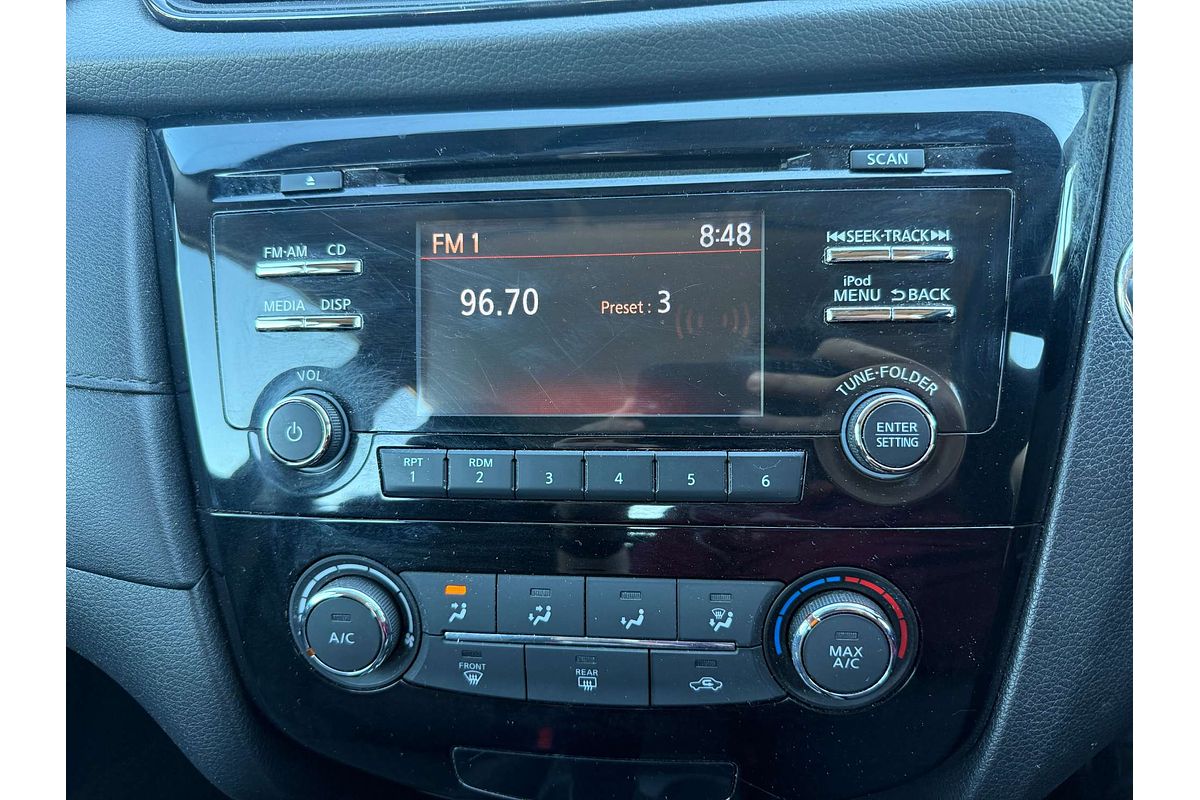 SCAN
FM·AM CD
MEDIA DISP
VOL
FM 1 8:48
96.70 Preset : 3
SEEK·TRACK
iPod
MENU BACK
TUNE·FOLDER
ENTER
SETTING
RPT
1
RDM
2
3
4
5
6
A/C
FRONT
REAR
MAX
A/C